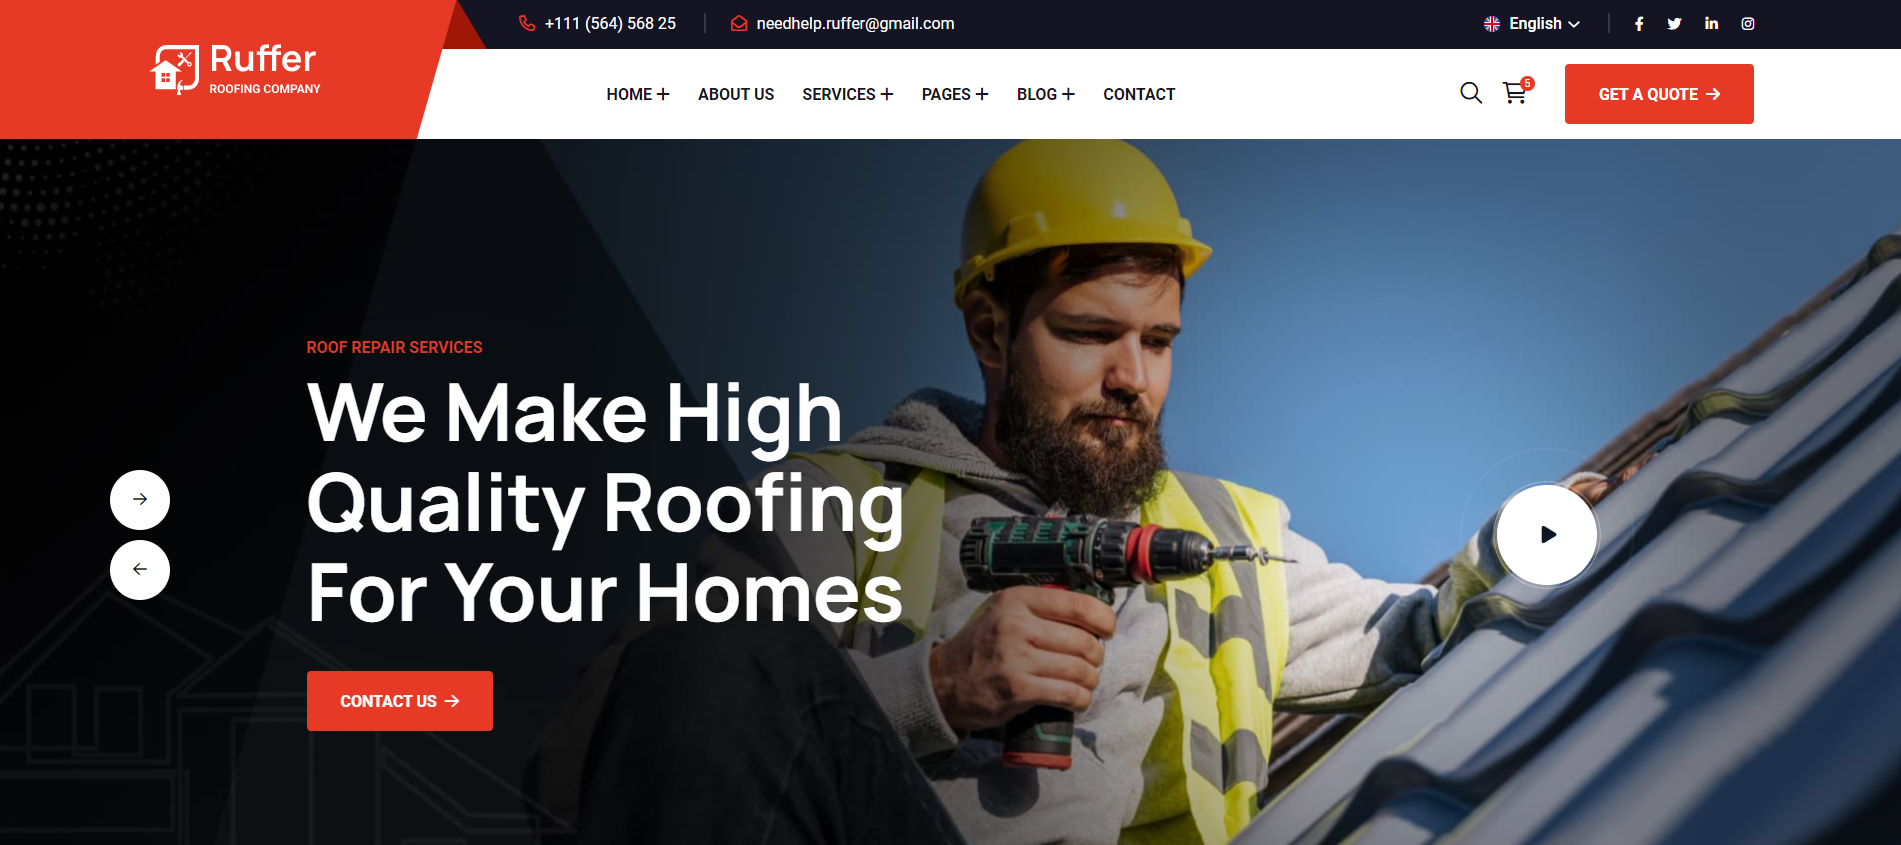 Ruffer
ROOFING COMPANY
+111 (564) 568 25
needhelp.ruffer@gmail.com
English
HOME
ABOUT US
SERVICES
PAGES
BLOG
CONTACT
5
GET A QUOTE
ROOF REPAIR SERVICES
We Make High
Quality Roofing
For Your Homes
CONTACT US